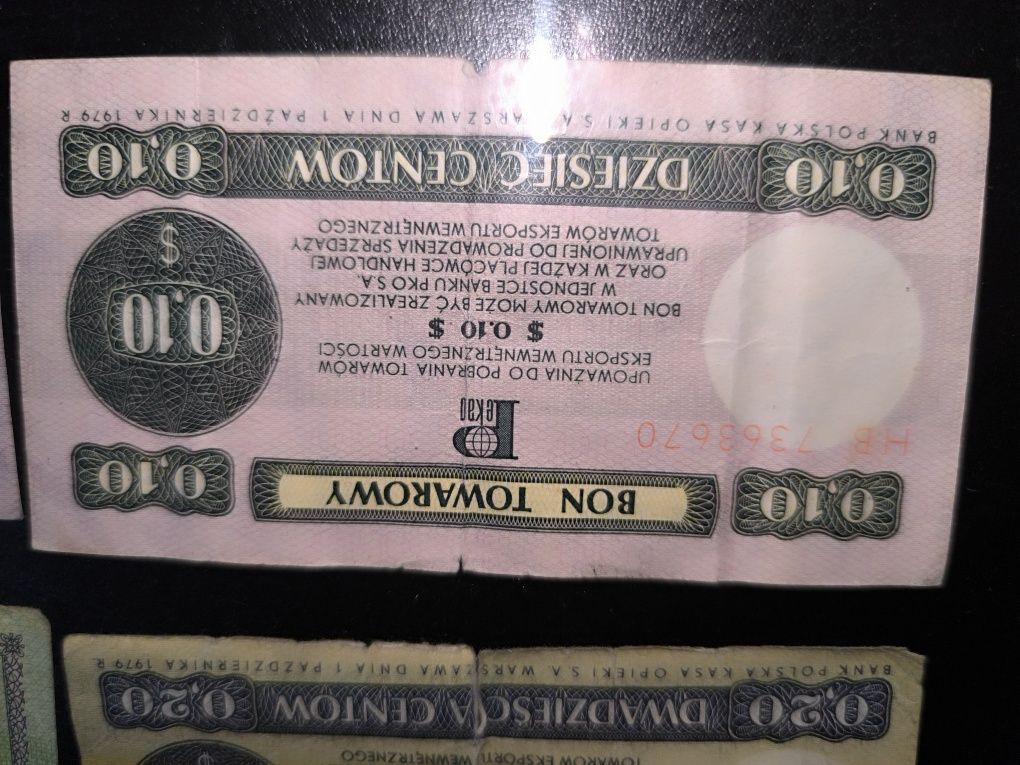 0,10 BON TOWAROWY 0,10
HB 7363670
Pekao
UPOWAŻNIA DO POBRANIA TOWARÓW
EKSPORTU WEWNĘTRZNEGO WARTOŚCI
$ 0.10 $
BON TOWAROWY MOŻE BYĆ ZREALIZOWANY
W JEDNOSTCE BANKU PKO S.A.
ORAZ W KAŻDEJ PLACÓWCE HANDLOWEJ
UPRAWNIONEJ DO PROWADZENIA SPRZEDAŻY
TOWARÓW EKSPORTU WEWNĘTRZNEGO
0,10
$
0,10 DZIESIĘĆ CENTÓW 0,10
BANK POLSKA KASA OPIEKI S.A. WARSZAWA DNIA 1 PAŹDZIERNIKA 1979 R
TOWARÓW EKSPORTU WEWNĘTRZNEGO
$
0,20 DWADZIEŚCIA CENTÓW 0,20
BANK POLSKA KASA OPIEKI S.A. WARSZAWA DNIA 1 PAŹDZIERNIKA 1979 R